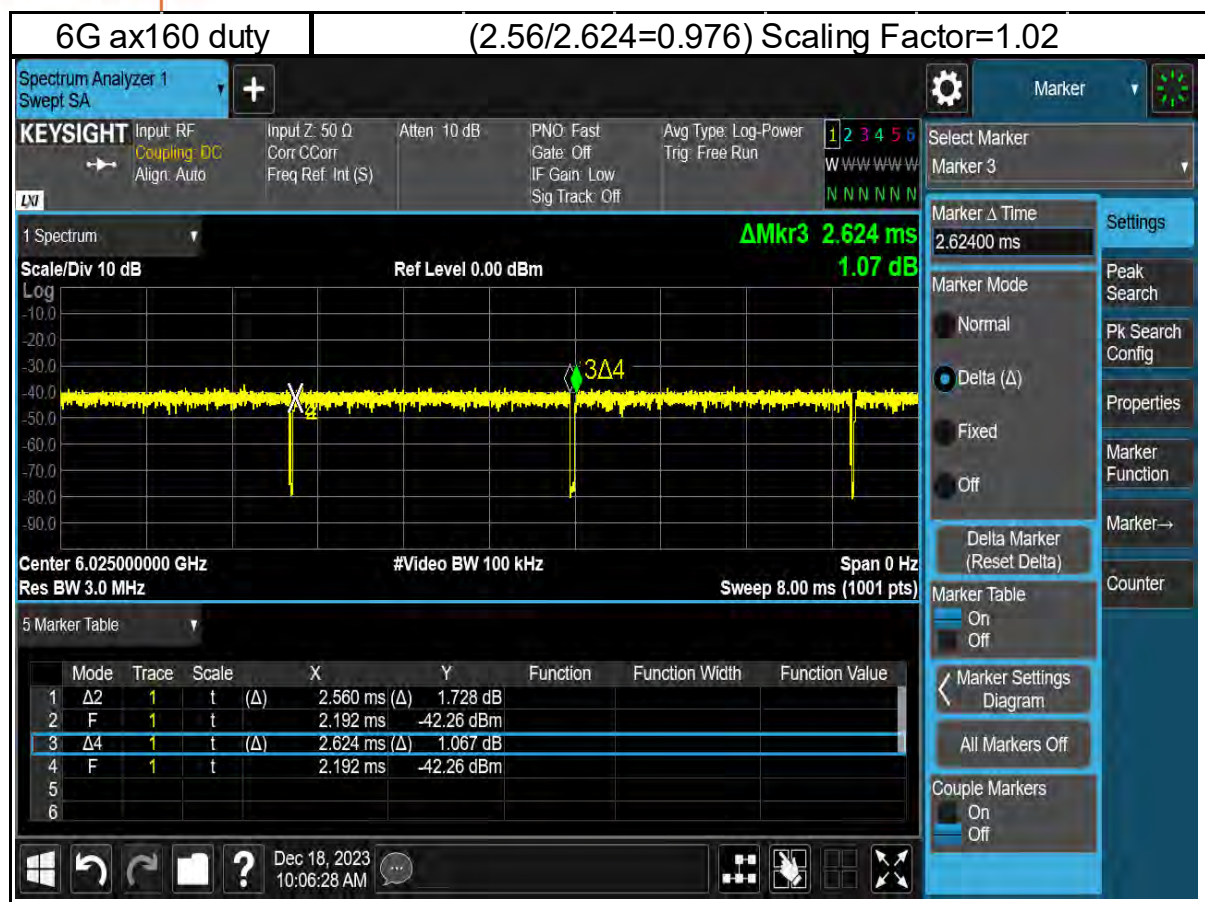 6G ax160 duty (2.56/2.624=0.976) Scaling Factor=1.02
Spectrum Analyzer 1
Swept SA
+
Marker
KEYSIGHT
Input: RF
Coupling: DC
Align: Auto
Input Z: 50 Ω
Corr CCorr
Freq Ref: Int (S)
Atten: 10 dB
PNO: Fast
Gate: Off
IF Gain: Low
Sig Track: Off
Avg Type: Log-Power
Trig: Free Run
1 2 3 4 5 6
W W W W W W
N N N N N N
LXI
Select Marker
Marker 3
Marker Δ Time
2.62400 ms
Marker Mode
Normal
Delta (Δ)
Fixed
Off
Delta Marker
(Reset Delta)
Marker Table
On
Off
Marker Settings
Diagram
All Markers Off
Couple Markers
On
Off
Settings
Peak
Search
Pk Search
Config
Properties
Marker
Function
Marker→
Counter
1 Spectrum
ΔMkr3 2.624 ms
1.07 dB
Scale/Div 10 dB
Ref Level 0.00 dBm
Log
-10.0
-20.0
-30.0
-40.0
-50.0
-60.0
-70.0
-80.0
-90.0
3Δ4
Center 6.025000000 GHz
Res BW 3.0 MHz
#Video BW 100 kHz
Span 0 Hz
Sweep 8.00 ms (1001 pts)
5 Marker Table
Mode Trace Scale X Y Function Function Width Function Value
1 Δ2 1 t (Δ) 2.560 ms (Δ) 1.728 dB
2 F 1 t 2.192 ms -42.26 dBm
3 Δ4 1 t (Δ) 2.624 ms (Δ) 1.067 dB
4 F 1 t 2.192 ms -42.26 dBm
5
6
?
Dec 18, 2023
10:06:28 AM